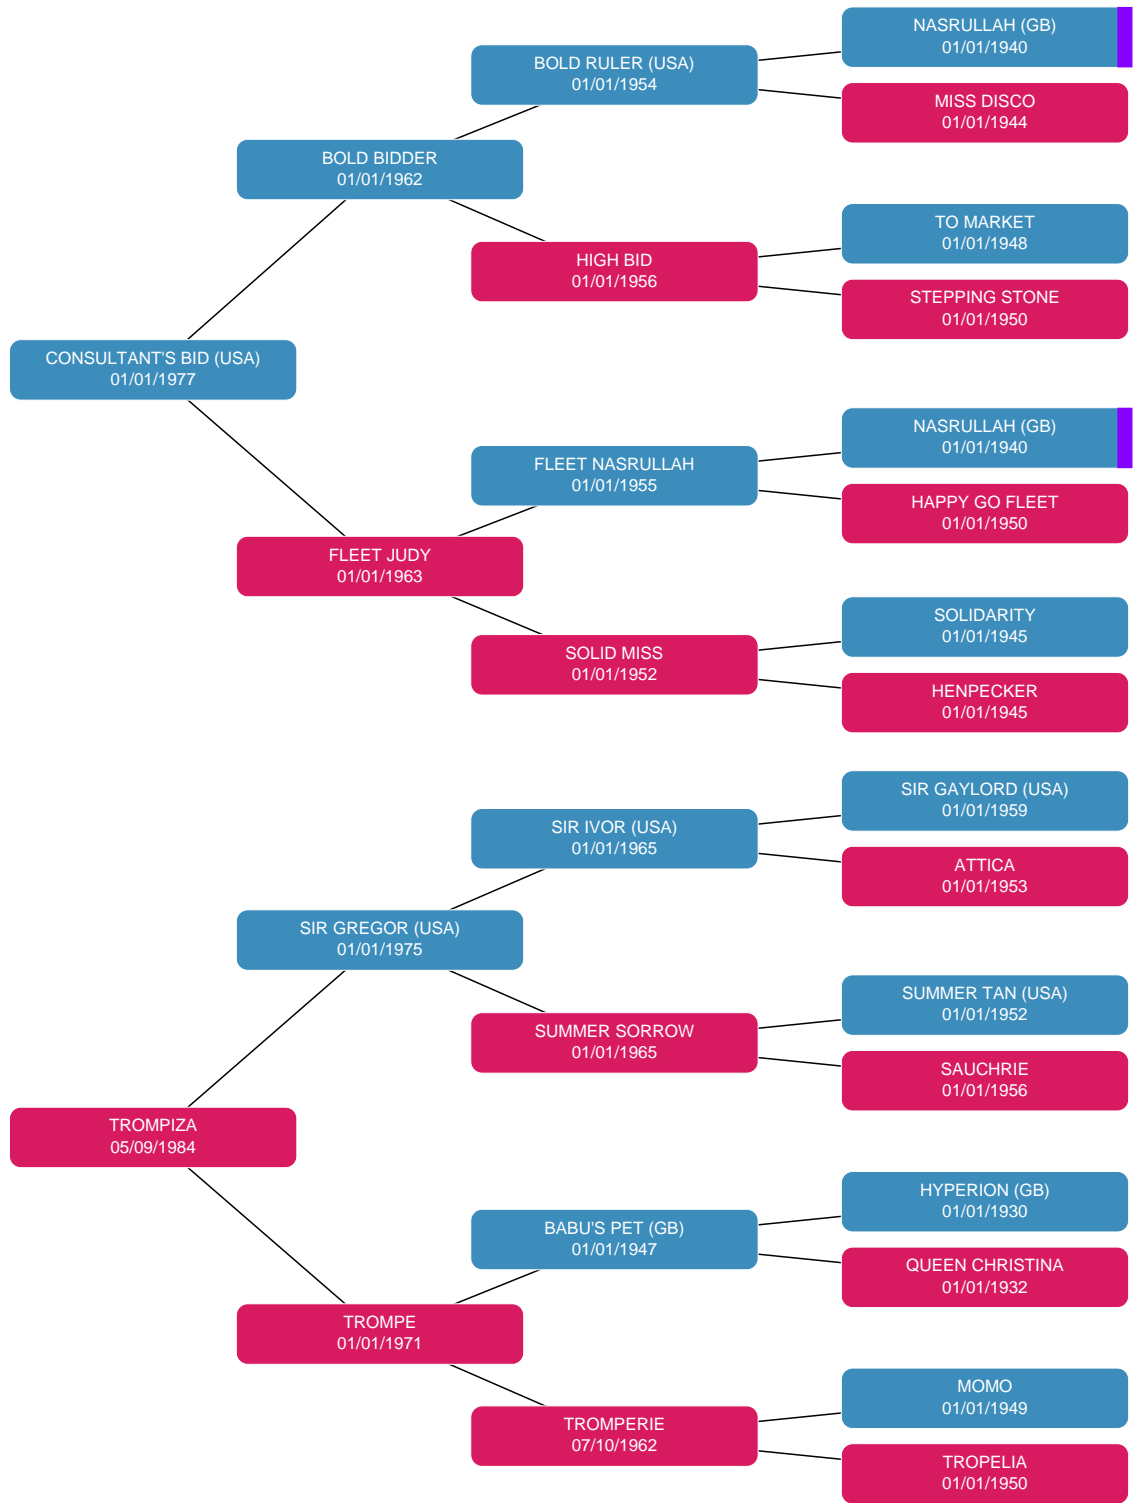 NASRULLAH (GB)
01/01/1940
BOLD RULER (USA)
01/01/1954
MISS DISCO
01/01/1944
BOLD BIDDER
01/01/1962
TO MARKET
01/01/1948
HIGH BID
01/01/1956
STEPPING STONE
01/01/1950
CONSULTANT'S BID (USA)
01/01/1977
NASRULLAH (GB)
01/01/1940
FLEET NASRULLAH
01/01/1955
HAPPY GO FLEET
01/01/1950
FLEET JUDY
01/01/1963
SOLIDARITY
01/01/1945
SOLID MISS
01/01/1952
HENPECKER
01/01/1945
SIR GAYLORD (USA)
01/01/1959
SIR IVOR (USA)
01/01/1965
ATTICA
01/01/1953
SIR GREGOR (USA)
01/01/1975
SUMMER TAN (USA)
01/01/1952
SUMMER SORROW
01/01/1965
SAUCHRIE
01/01/1956
TROMPIZA
05/09/1984
HYPERION (GB)
01/01/1930
BABU'S PET (GB)
01/01/1947
QUEEN CHRISTINA
01/01/1932
TROMPE
01/01/1971
MOMO
01/01/1949
TROMPERIE
07/10/1962
TROPELIA
01/01/1950